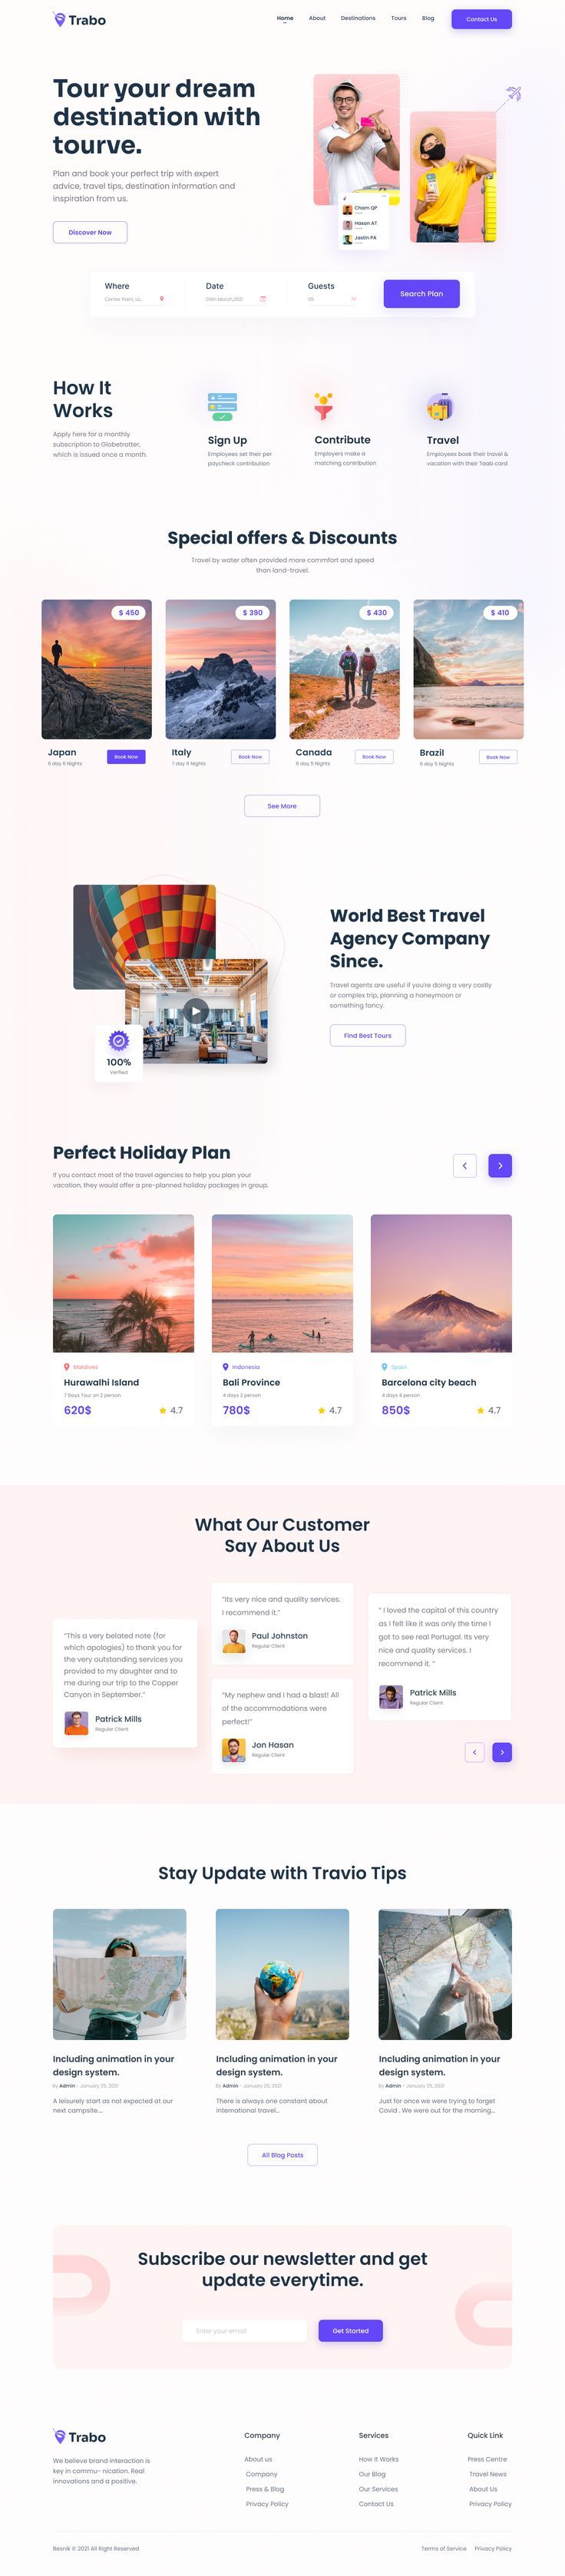 Trabo
Home
About
Destinations
Tours
Blog
Contact Us
Tour your dream
destination with
tourve.
Plan and book your perfect trip with expert
advice, travel tips, destination information and
inspiration from us.
Discover Now
Cham QP
Hasan AT
Jastin PA
Where
Date
Guests
Search Plan
How It
Works
Apply here for a monthly
subscription to Globetrotter,
which is issued once a month.
Sign Up
Employees set their per
paycheck contribution
Contribute
Employers make a
matching contribution
Travel
Employees book their travel &
vacation with their Taab card
Special offers & Discounts
Travel by water often provided more commfort and speed
than land-travel.
$ 450
$ 390
$ 430
$ 410
Japan
6 day 6 Nights
Book Now
Italy
7 day 6 Nights
Book Now
Canada
6 day 5 Nights
Book Now
Brazil
6 day 5 Nights
Book Now
See More
100%
Verified
World Best Travel
Agency Company
Since.
Travel agents are useful if you're doing a very costly
or complex trip, planning a honeymoon or
something fancy.
Find Best Tours
Perfect Holiday Plan
If you contact most of the travel agencies to help you plan your
vacation, they would offer a pre-planned holiday packages in group.
Maldives
Hurawalhi Island
7 Days Tour on 2 person
620$
4.7
Indonesia
Bali Province
4 days 2 person
780$
4.7
Spain
Barcelona city beach
4 days 4 person
850$
4.7
What Our Customer
Say About Us
“This a very belated note (for
which apologies) to thank you for
the very outstanding services you
provided to my daughter and to
me during our trip to the Copper
Canyon in September.”
Patrick Mills
Regular Client
“Its very nice and quality services.
I recommend it.”
Paul Johnston
Regular Client
“My nephew and I had a blast! All
of the accommodations were
perfect!”
Jon Hasan
Regular Client
“ I loved the capital of this country
as I felt like it was only the time I
got to see real Portugal. Its very
nice and quality services. I
recommend it. ”
Patrick Mills
Regular Client
Stay Update with Travio Tips
Including animation in your
design system.
By Admin - January 25, 2021
A leisurely start as not expected at our
next campsite....
Including animation in your
design system.
By Admin - January 25, 2021
There is always one constant about
international travel...
Including animation in your
design system.
By Admin - January 25, 2021
Just for once we were trying to forget
Covid . We were out for the morning...
All Blog Posts
Subscribe our newsletter and get
update everytime.
Enter your email
Get Started
Trabo
We believe brand interaction is
key in commu- nication. Real
innovations and a positive.
Company
About us
Company
Press & Blog
Privacy Policy
Services
How it Works
Our Blog
Our Services
Contact Us
Quick Link
Press Centre
Travel News
About Us
Privacy Policy
Besnik © 2021 All Right Reserved
Terms of Service
Privacy Policy